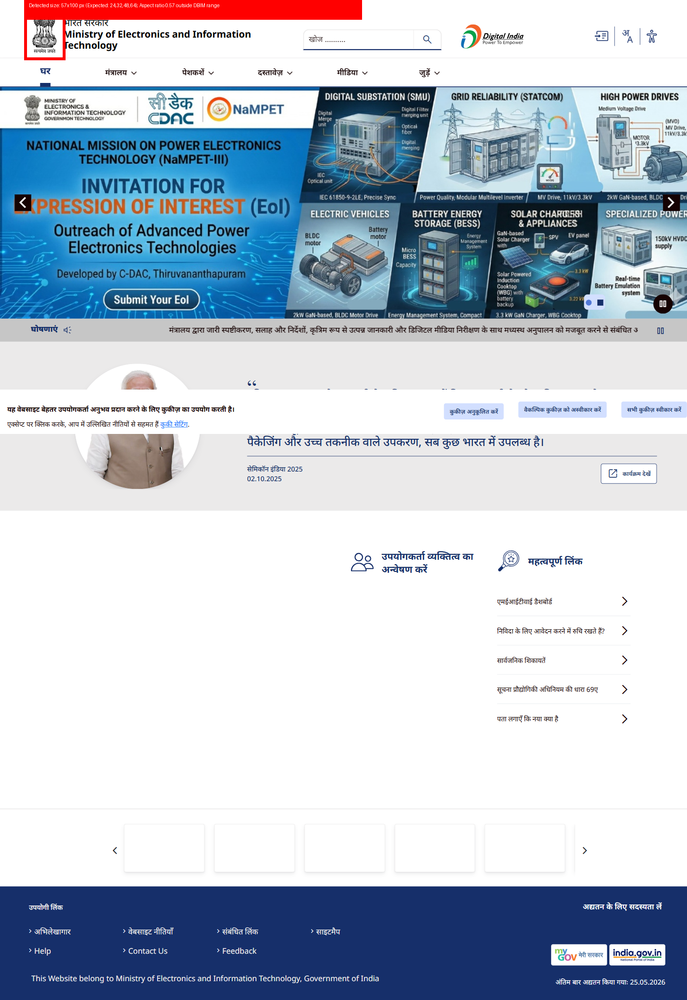 Detected size: 57x100 px (Expected: 24,32,48,64); Aspect ratio 0.57 outside DBIM range
भारत सरकार
Ministry of Electronics and Information
Technology
सत्यमेव जयते
खोज ..........
Digital India
Power To Empower
अ
A
घर
मंत्रालय
पेशकशें
दस्तावेज़
मीडिया
जुड़ें
MINISTRY OF
ELECTRONICS &
INFORMATION TECHNOLOGY
GOVERNMON TECHNOLOGY
सी डैक
CDAC
NaMPET
NATIONAL MISSION ON POWER ELECTRONICS
TECHNOLOGY (NaMPET-III)
INVITATION FOR
XPRESSION OF INTEREST (EoI)
Outreach of Advanced Power
Electronics Technologies
Developed by C-DAC, Thiruvananthapuram
Submit Your EoI
DIGITAL SUBSTATION (SMU)
Digital
Merge
unit
Digital Fillter
merging unit
Optical
fiber
Digital
merging
IEC
Optical unit
IEC 61850-9-2LE, Precise Sync
GRID RELIABILITY (STATCOM)
Power Quality, Modular Multilevel inverter
MV Drive, 11kV/3.3kV
HIGH POWER DRIVES
Medium Voltage Drive
(MVO)
MV Drive,
11kV/3.3k
MOTOR
'3.3kV
2kW GaN-based, BLDC
ELECTRIC VEHICLES
BLDC
motor
Battery
motor
2kW GaN-based, BLDC Motor Drive
BATTERY ENERGY
STORAGE (BESS)
Energy
Management
System
Micro
BESS
Capacity
Energy Management System, Compact
& APPLIANCES
GaN-based
Solar Charger
with
SPV
EV panel
Solar Powered
Induction
Cooktop
(WBG) with
battery
backup
3.3 kW
3.22 kW
3.3 kW GaN Charger, WBG Cooktop
SPECIALIZED POWER
150kV HVDC
supply
Real-time
Battery Emulation
system
घोषणाएं
मंत्रालय द्वारा जारी स्पष्टीकरण, सलाह और निर्देशों, कृत्रिम रूप से उत्पन्न जानकारी और डिजिटल मीडिया निरीक्षण के साथ मध्यस्थ अनुपालन को मजबूत करने से संबंधित
“
यह वेबसाइट बेहतर उपयोगकर्ता अनुभव प्रदान करने के लिए कुकीज़ का उपयोग करती है।
एक्सेप्ट पर क्लिक करके, आप में उल्लिखित नीतियों से सहमत हैं कुकी सेटिंग.
कुकीज़ अनुकूलित करें
वैकल्पिक कुकीज़ को अस्वीकार करें
सभी कुकीज़ स्वीकार करें
पैकेजिंग और उच्च तकनीक वाले उपकरण, सब कुछ भारत में उपलब्ध है।
सेमिकॉन इंडिया 2025
02.10.2025
कार्यक्रम देखें
उपयोगकर्ता व्यक्तित्व का
अन्वेषण करें
महत्वपूर्ण लिंक
एमईआईटीवाई डैशबोर्ड
निविदा के लिए आवेदन करने में रुचि रखते हैं?
सार्वजनिक शिकायतें
सूचना प्रौद्योगिकी अधिनियम की धारा 69ए
पता लगाएँ कि नया क्या है
उपयोगी लिंक
अद्यतन के लिए सदस्यता लें
अभिलेखागार
वेबसाइट नीतियाँ
संबंधित लिंक
साइटमैप
Help
Contact Us
Feedback
my
GOV मेरी सरकार
india.gov.in
National Portal of India
This Website belong to Ministry of Electronics and Information Technology, Government of India
अंतिम बार अद्यतन किया गयाः 25.05.2026